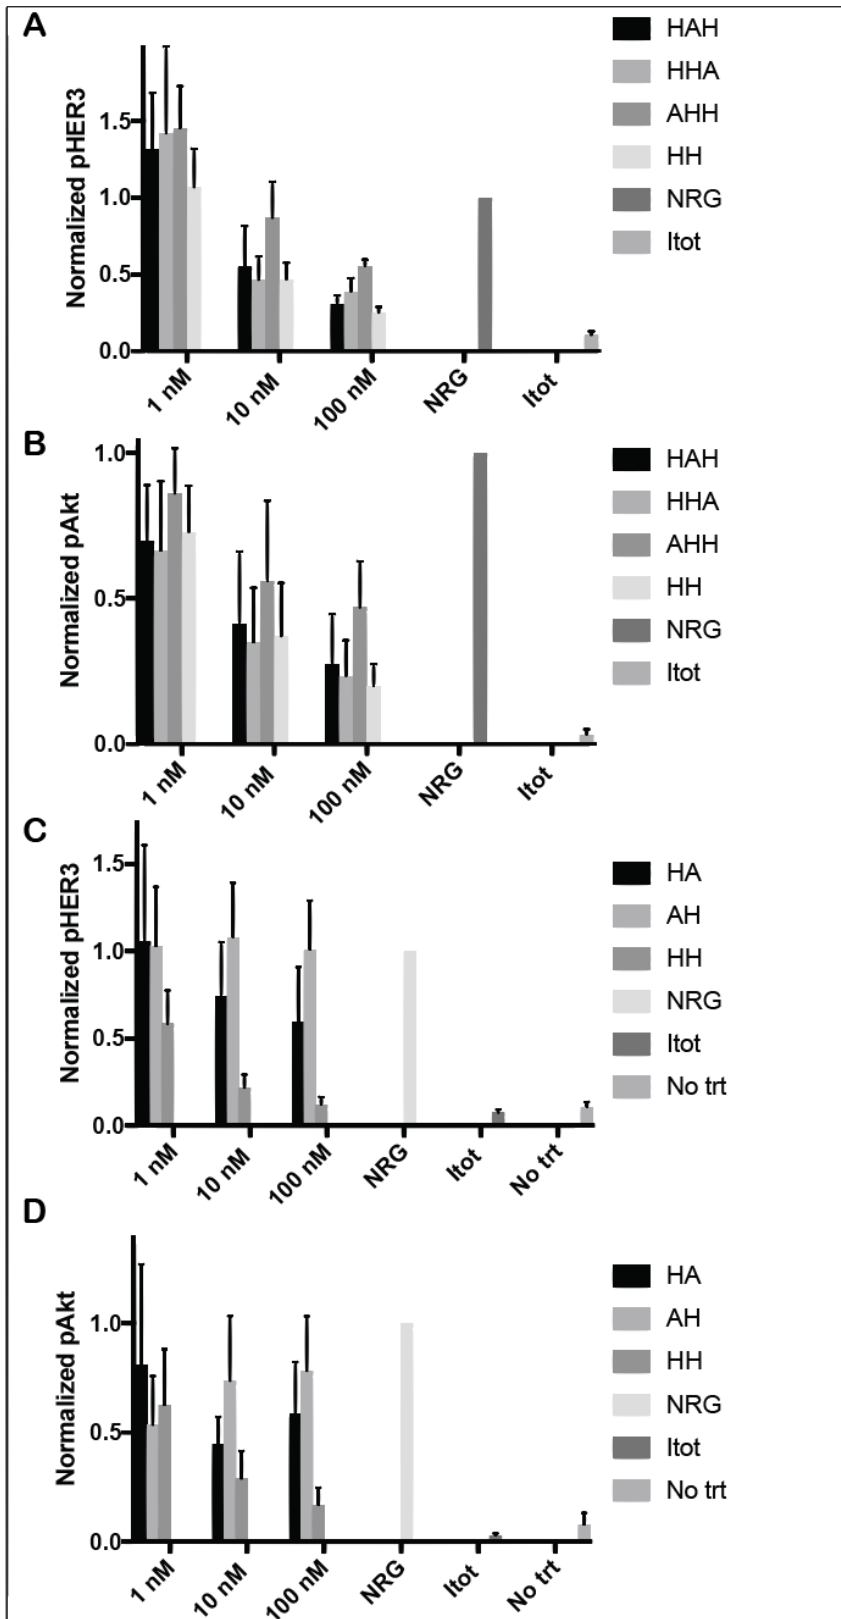 A
Normalized pHER3
1.5
1.0
0.5
0.0
1 nM
10 nM
100 nM
NRG
Itot
HAH
HHA
AHH
HH
NRG
Itot
B
Normalized pAkt
1.0
0.5
0.0
1 nM
10 nM
100 nM
NRG
Itot
HAH
HHA
AHH
HH
NRG
Itot
C
Normalized pHER3
1.5
1.0
0.5
0.0
1 nM
10 nM
100 nM
NRG
Itot
No trt
HA
AH
HH
NRG
Itot
No trt
D
Normalized pAkt
1.0
0.5
0.0
1 nM
10 nM
100 nM
NRG
Itot
No trt
HA
AH
HH
NRG
Itot
No trt